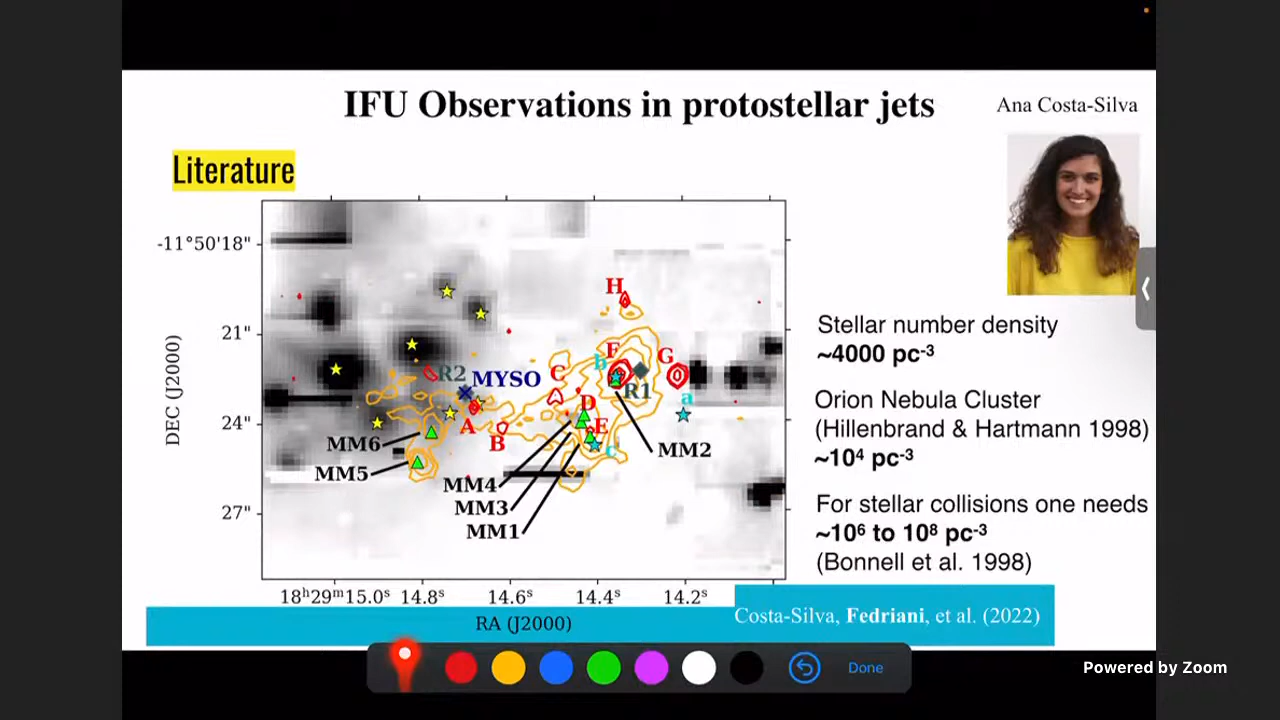 IFU Observations in protostellar jets
Ana Costa-Silva
Literature
-11°50'18"
21"
24"
27"
DEC (J2000)
H
F
G
b
R2
MYSO
C
R1
a
D
A
E
B
c
MM6
MM2
MM5
MM4
MM3
MM1
18ʰ29ᵐ15.0ˢ 14.8ˢ 14.6ˢ 14.4ˢ 14.2ˢ
RA (J2000)
Stellar number density
~4000 pc⁻³
Orion Nebula Cluster
(Hillenbrand & Hartmann 1998)
~10⁴ pc⁻³
For stellar collisions one needs
~10⁶ to 10⁸ pc⁻³
(Bonnell et al. 1998)
Costa-Silva, Fedriani, et al. (2022)
Done
Powered by Zoom